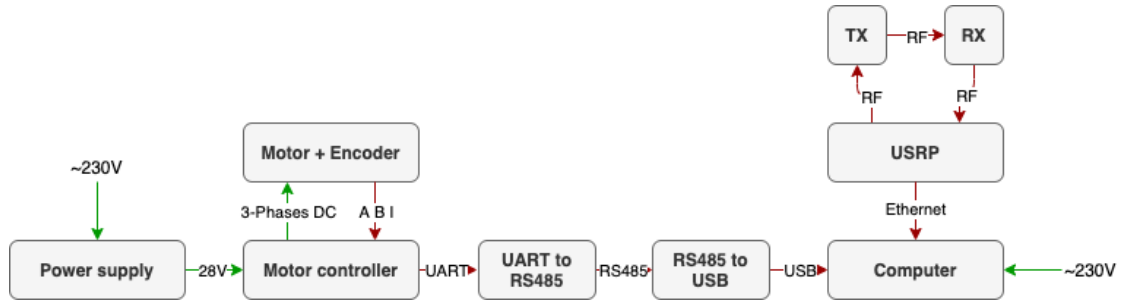 TX
RF
RX
RF
RF
Motor + Encoder
USRP
~230V
3-Phases DC
A B I
Ethernet
Power supply
28V
Motor controller
UART
UART to
RS485
RS485
RS485 to
USB
USB
Computer
~230V